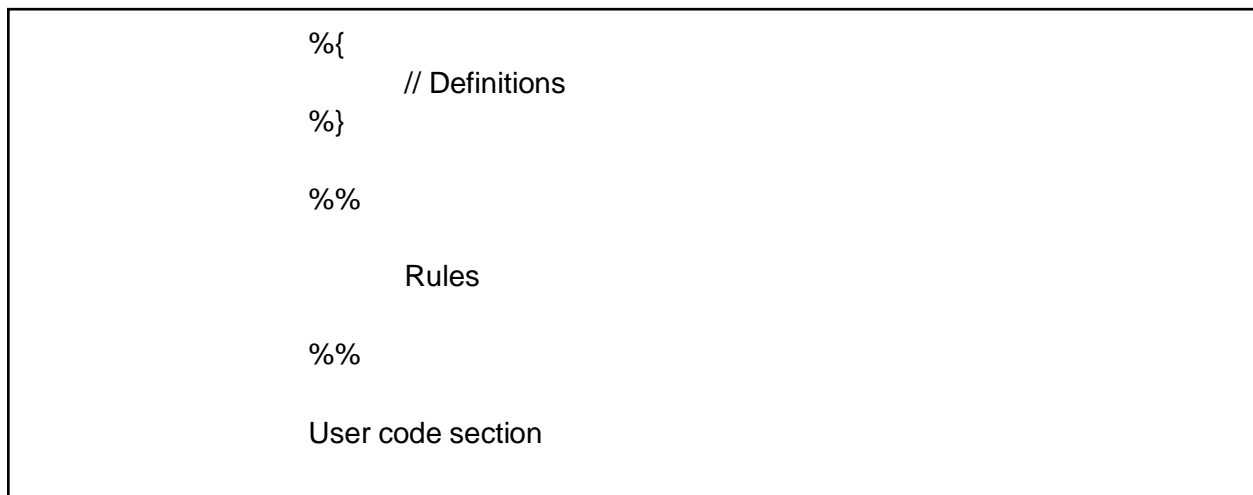 %{
// Definitions
%}
%%
Rules
%%
User code section